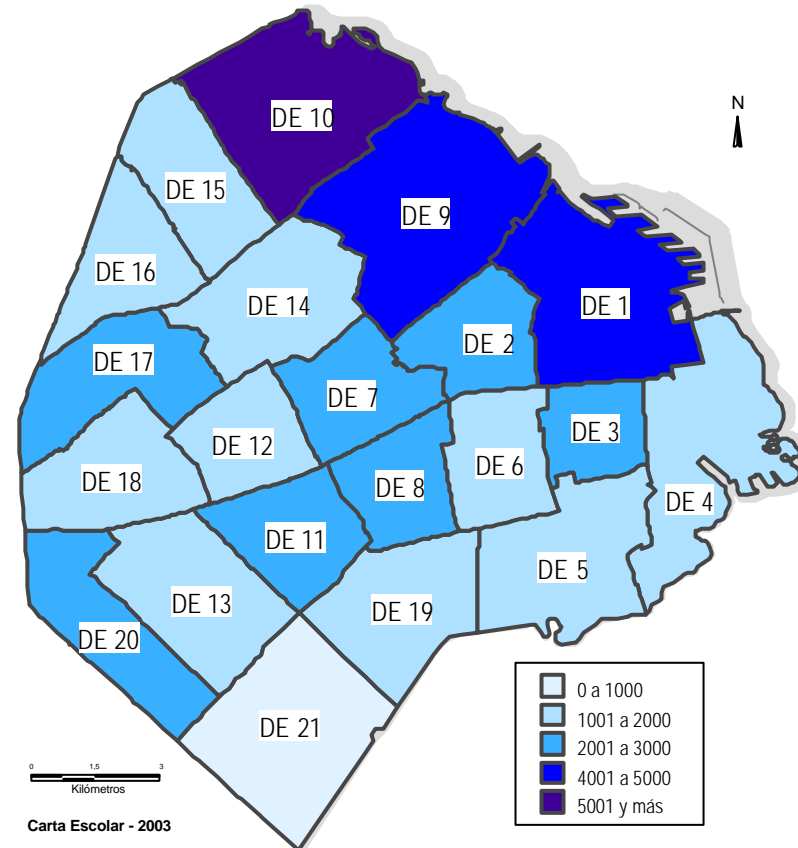 N
DE 10
DE 15
DE 9
DE 16
DE 14
DE 1
DE 2
DE 17
DE 7
DE 3
DE 12
DE 6
DE 18
DE 8
DE 4
DE 11
DE 5
DE 13
DE 19
DE 20
DE 21
0 a 1000
1001 a 2000
2001 a 3000
4001 a 5000
5001 y más
0 1,5 3
Kilómetros
Carta Escolar - 2003